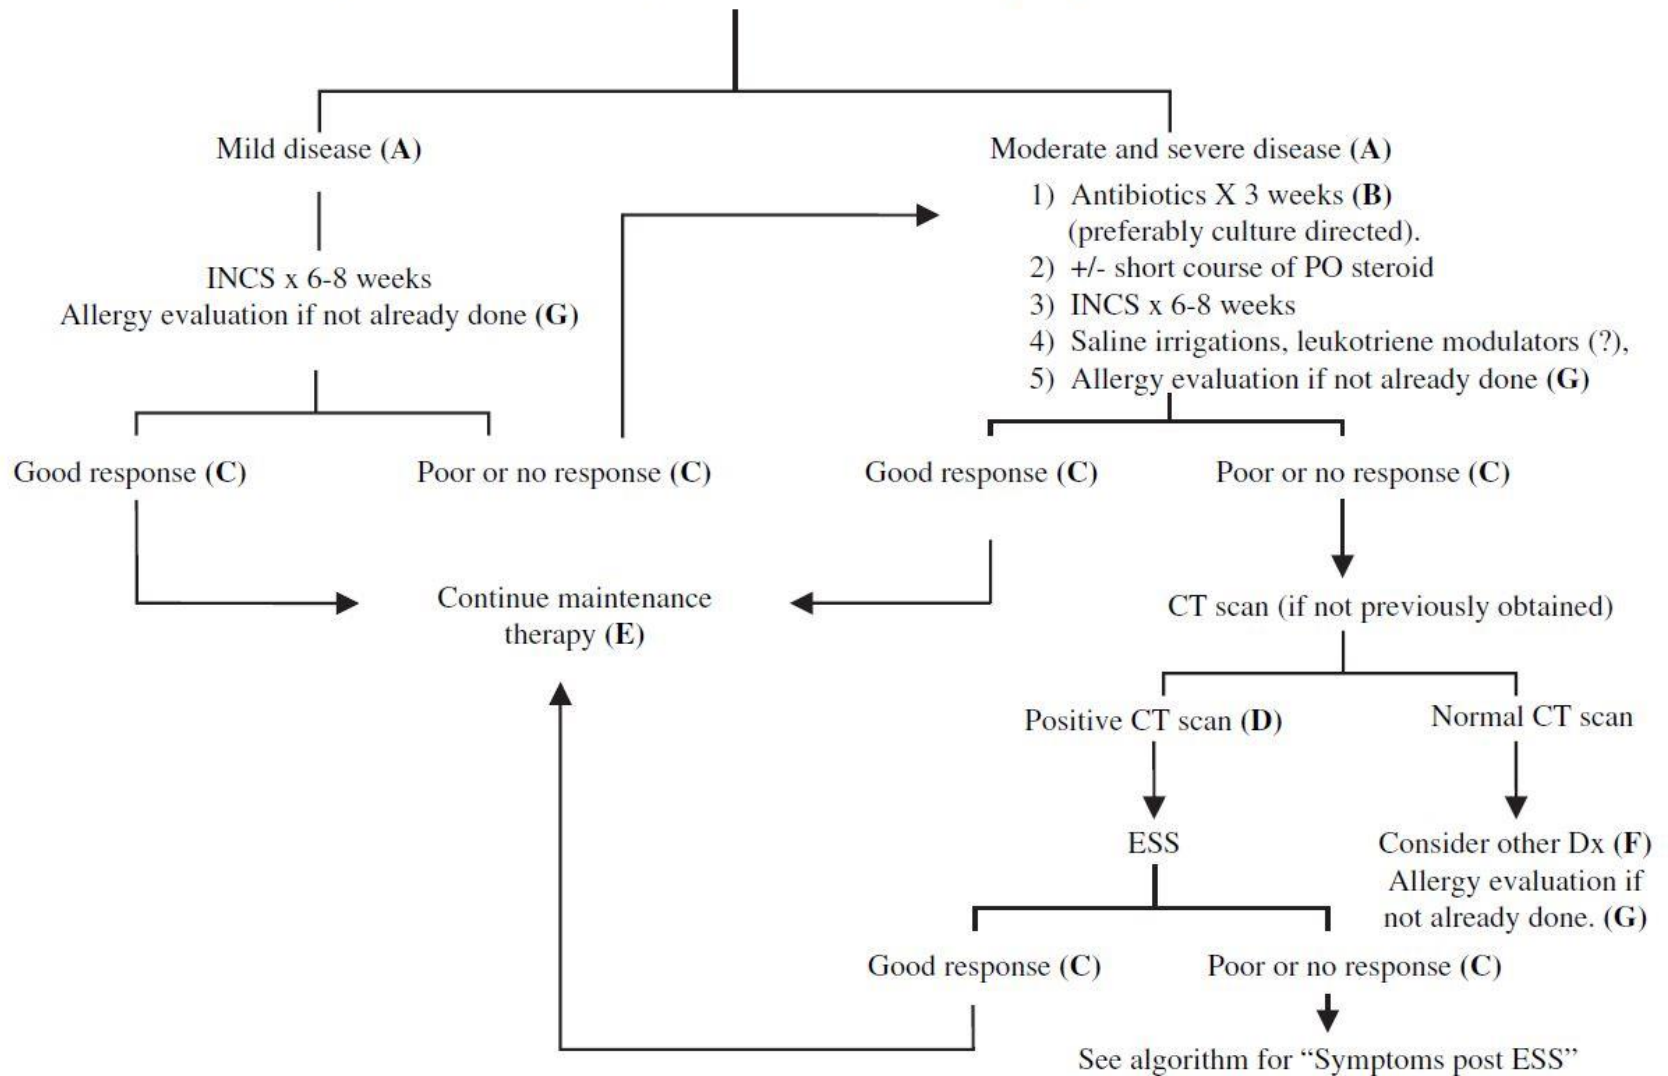 Mild disease (A)
INCS x 6-8 weeks
Allergy evaluation if not already done (G)
Good response (C)
Poor or no response (C)
Moderate and severe disease (A)
1) Antibiotics X 3 weeks (B)
(preferably culture directed).
2) +/- short course of PO steroid
3) INCS x 6-8 weeks
4) Saline irrigations, leukotriene modulators (?),
5) Allergy evaluation if not already done (G)
Good response (C)
Poor or no response (C)
Continue maintenance
therapy (E)
CT scan (if not previously obtained)
Positive CT scan (D)
Normal CT scan
ESS
Consider other Dx (F)
Allergy evaluation if
not already done. (G)
Good response (C)
Poor or no response (C)
See algorithm for “Symptoms post ESS”